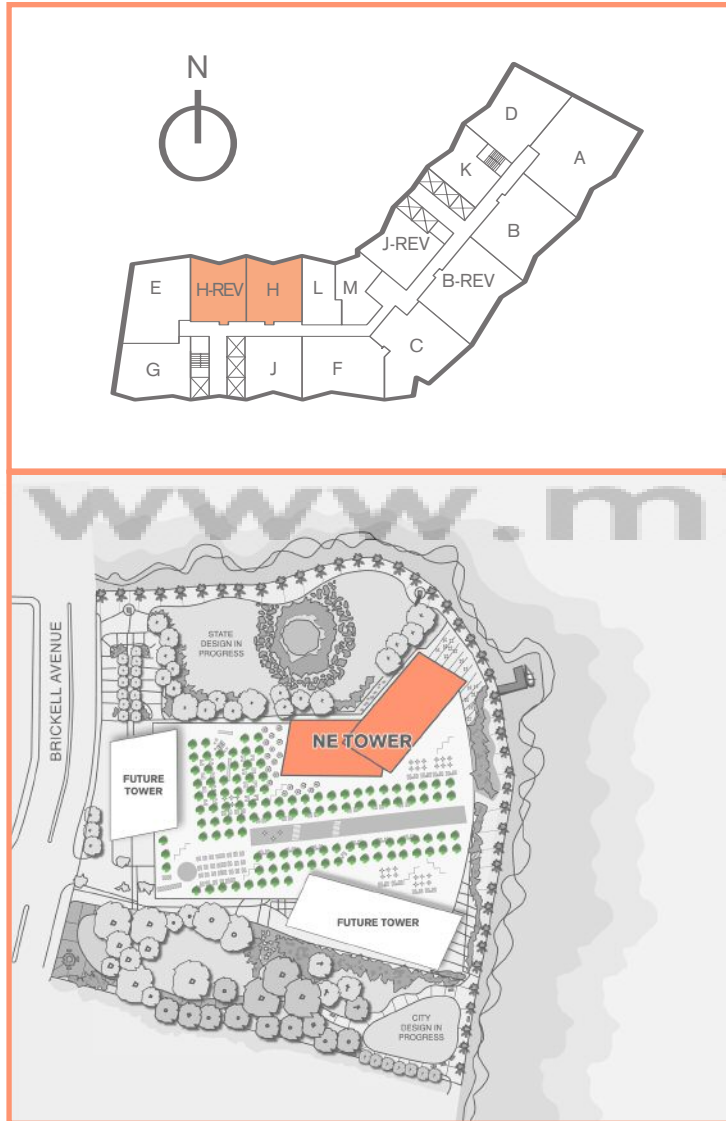 N
D
A
K
B
J-REV
B-REV
E
H-REV
H
L
M
C
G
J
F
www.m
STATE
DESIGN IN
PROGRESS
BRICKELL AVENUE
NE TOWER
FUTURE
TOWER
FUTURE TOWER
CITY
DESIGN IN
PROGRESS